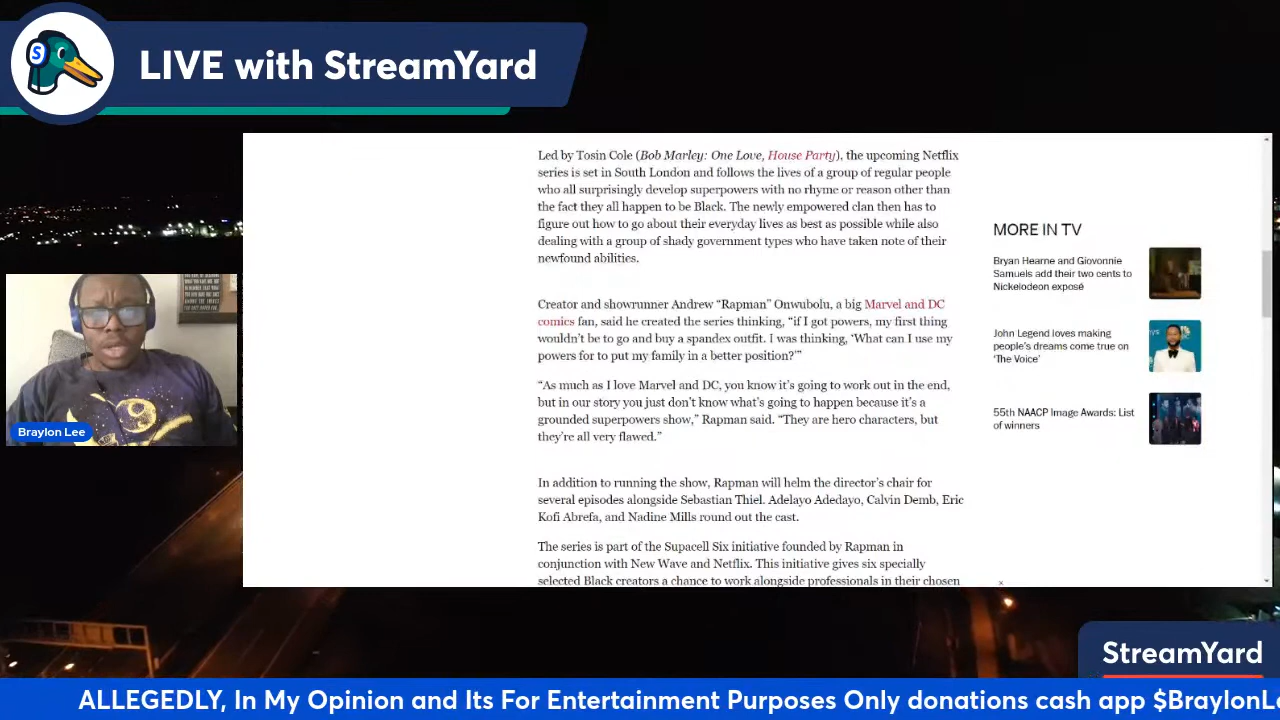 LIVE with StreamYard
Led by Tosin Cole (Bob Marley: One Love, House Party), the upcoming Netflix
series is set in South London and follows the lives of a group of regular people
who all surprisingly develop superpowers with no rhyme or reason other than
the fact they all happen to be Black. The newly empowered clan then has to
figure out how to go about their everyday lives as best as possible while also
dealing with a group of shady government types who have taken note of their
newfound abilities.
Creator and showrunner Andrew “Rapman” Onwubolu, a big Marvel and DC
comics fan, said he created the series thinking, “if I got powers, my first thing
wouldn’t be to go and buy a spandex outfit. I was thinking, ‘What can I use my
powers for to put my family in a better position?’”
“As much as I love Marvel and DC, you know it’s going to work out in the end,
but in our story you just don’t know what’s going to happen because it’s a
grounded superpowers show,” Rapman said. “They are hero characters, but
they’re all very flawed.”
In addition to running the show, Rapman will helm the director’s chair for
several episodes alongside Sebastian Thiel. Adelayo Adedayo, Calvin Demb, Eric
Kofi Abrefa, and Nadine Mills round out the cast.
The series is part of the Supacell Six initiative founded by Rapman in
conjunction with New Wave and Netflix. This initiative gives six specially
selected Black creators a chance to work alongside professionals in their chosen
MORE IN TV
Bryan Hearne and Giovonnie
Samuels add their two cents to
Nickelodeon exposé
John Legend loves making
people’s dreams come true on
‘The Voice’
55th NAACP Image Awards: List
of winners
Braylon Lee
StreamYard
ALLEGEDLY, In My Opinion and Its For Entertainment Purposes Only donations cash app $BraylonL